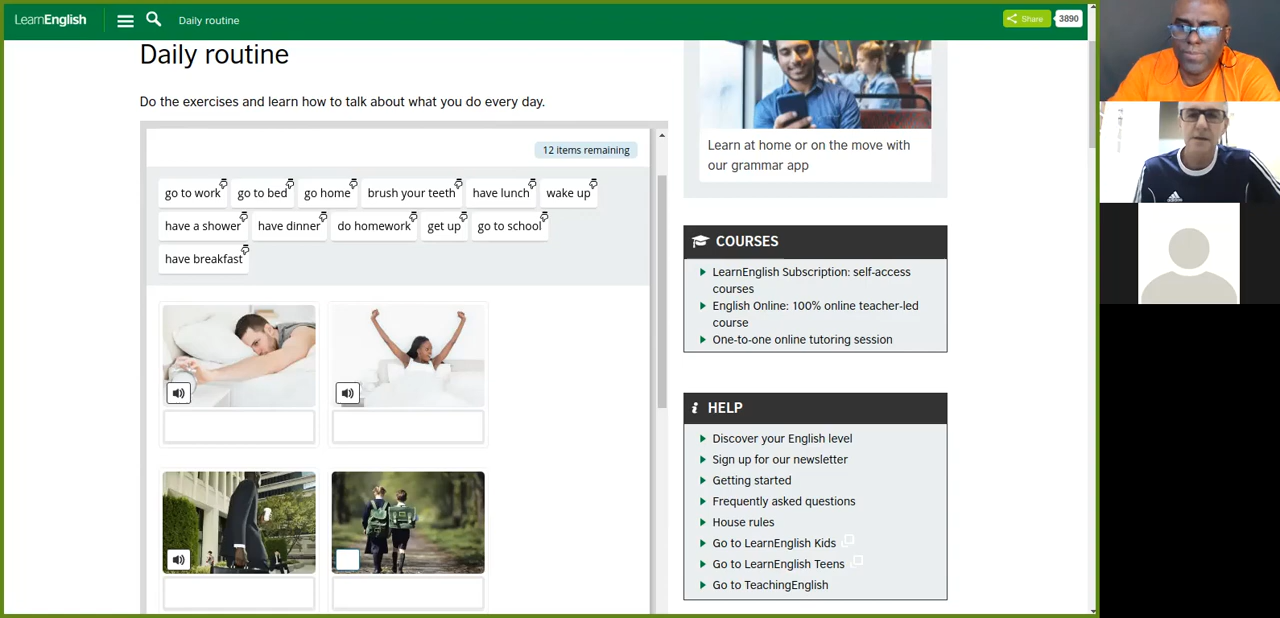 LearnEnglish
Daily routine
Share
3890
Daily routine
Do the exercises and learn how to talk about what you do every day.
12 items remaining
go to work
go to bed
go home
brush your teeth
have lunch
wake up
have a shower
have dinner
do homework
get up
go to school
have breakfast
Learn at home or on the move with
our grammar app
COURSES
LearnEnglish Subscription: self-access
courses
English Online: 100% online teacher-led
course
One-to-one online tutoring session
HELP
Discover your English level
Sign up for our newsletter
Getting started
Frequently asked questions
House rules
Go to LearnEnglish Kids
Go to LearnEnglish Teens
Go to TeachingEnglish
adidas